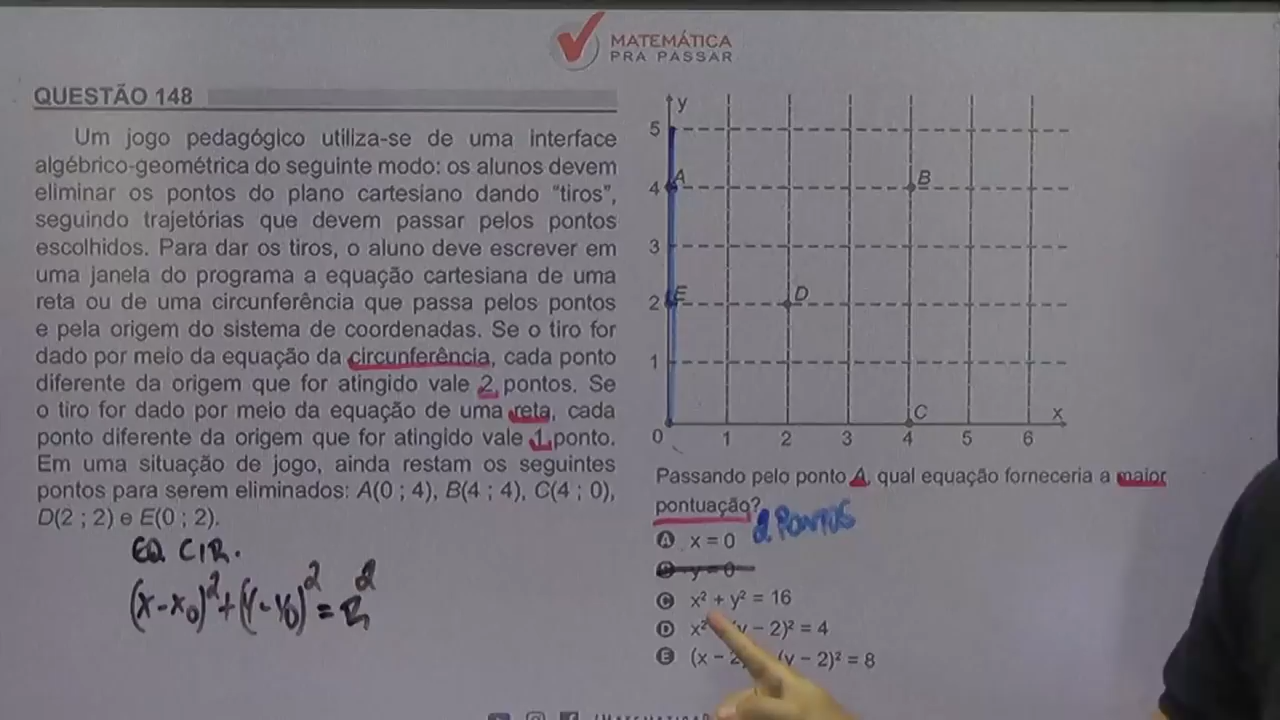 MATEMÁTICA
PRA PASSAR
QUESTÃO 148
Um jogo pedagógico utiliza-se de uma interface
algébrico-geométrica do seguinte modo: os alunos devem
eliminar os pontos do plano cartesiano dando "tiros",
seguindo trajetórias que devem passar pelos pontos
escolhidos. Para dar os tiros, o aluno deve escrever em
uma janela do programa a equação cartesiana de uma
reta ou de uma circunferência que passa pelos pontos
e pela origem do sistema de coordenadas. Se o tiro for
dado por meio da equação da circunferência, cada ponto
diferente da origem que for atingido vale 2 pontos. Se
o tiro for dado por meio da equação de uma reta, cada
ponto diferente da origem que for atingido vale 1 ponto.
Em uma situação de jogo, ainda restam os seguintes
pontos para serem eliminados: A(0 ; 4), B(4 ; 4), C(4 ; 0),
D(2 ; 2) e E(0 ; 2).
EQ. CIR.
(x-x₀)²+(y-y₀)²=R²
y
5
4 A B
3
2 E D
1
C x
0 1 2 3 4 5 6
Passando pelo ponto A, qual equação forneceria a maior
pontuação?
2 PONTOS
A x = 0
B y = 0
C x² + y² = 16
D x² (y – 2)² = 4
E (x – 2) (y – 2)² = 8